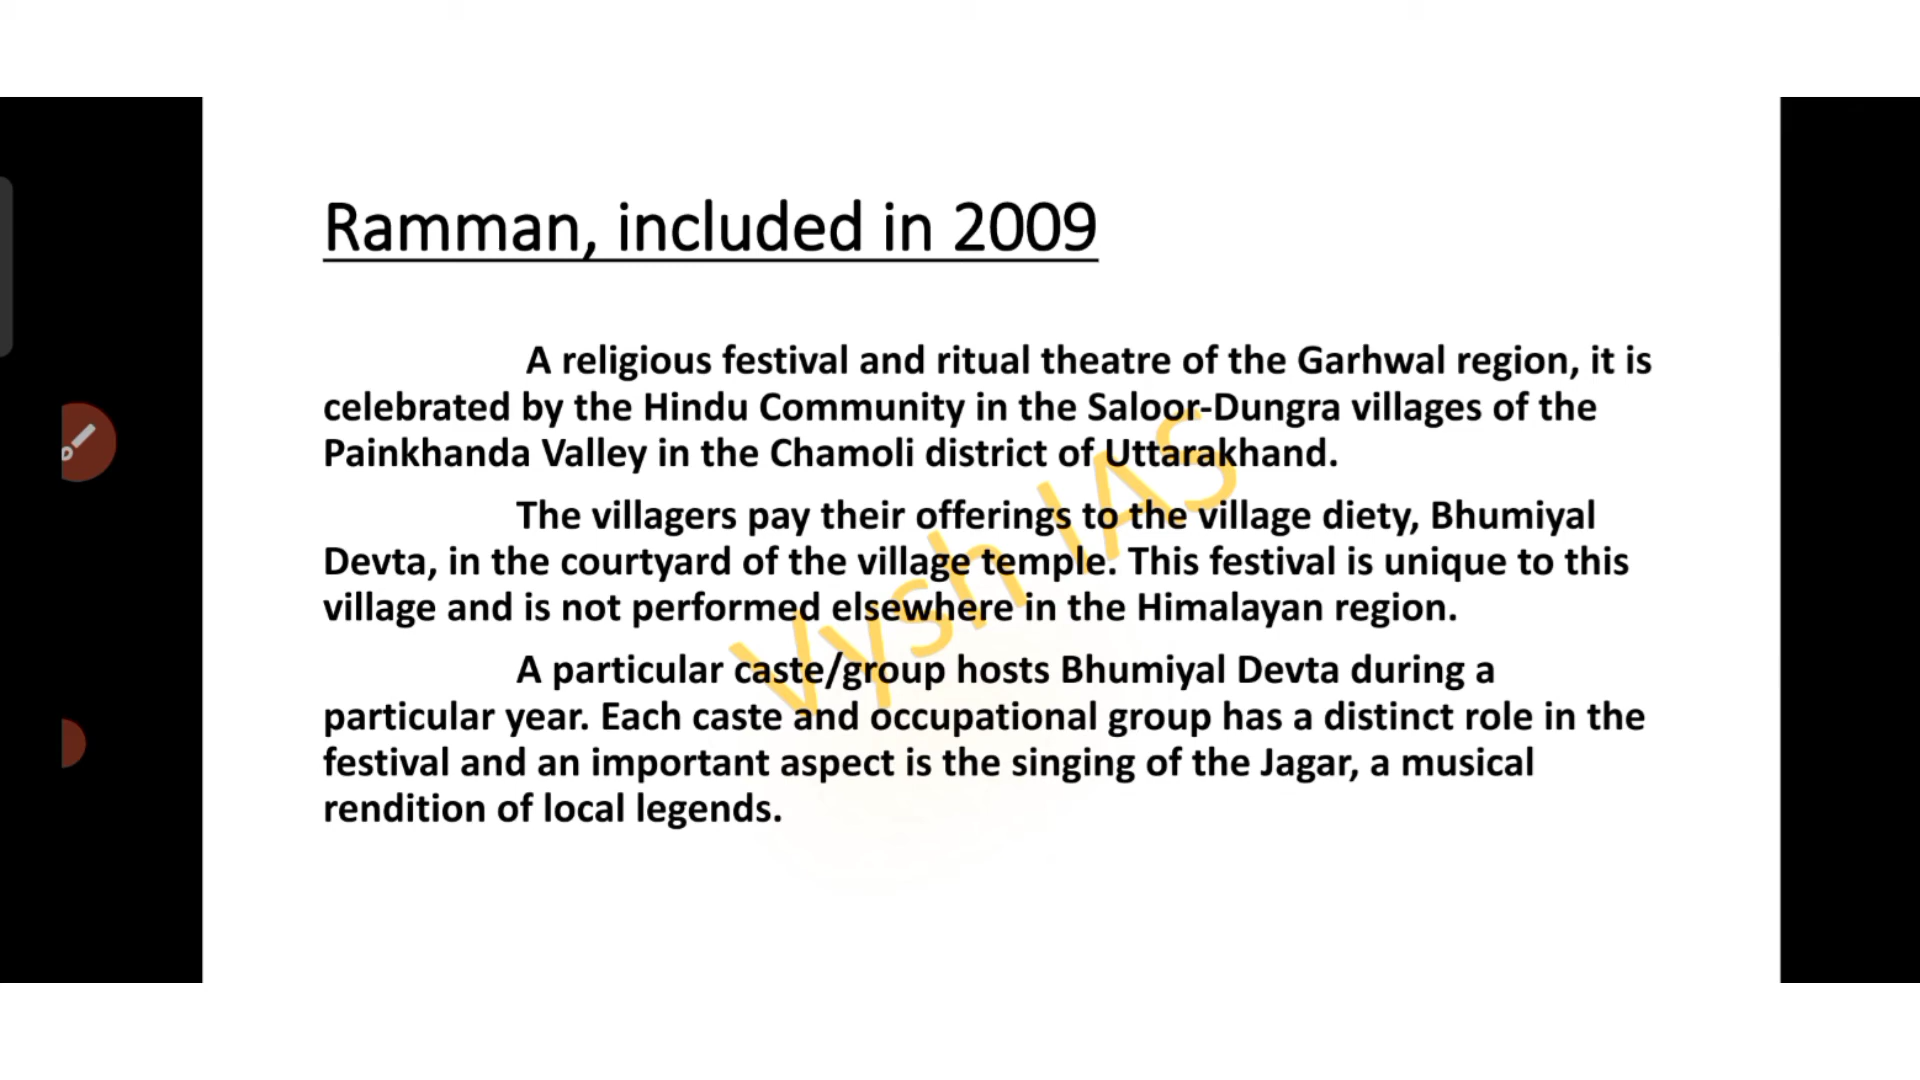 Ramman, included in 2009
A religious festival and ritual theatre of the Garhwal region, it is
celebrated by the Hindu Community in the Saloor-Dungra villages of the
Painkhanda Valley in the Chamoli district of Uttarakhand.
The villagers pay their offerings to the village diety, Bhumiyal
Devta, in the courtyard of the village temple. This festival is unique to this
village and is not performed elsewhere in the Himalayan region.
A particular caste/group hosts Bhumiyal Devta during a
particular year. Each caste and occupational group has a distinct role in the
festival and an important aspect is the singing of the Jagar, a musical
rendition of local legends.
Vysh IAS